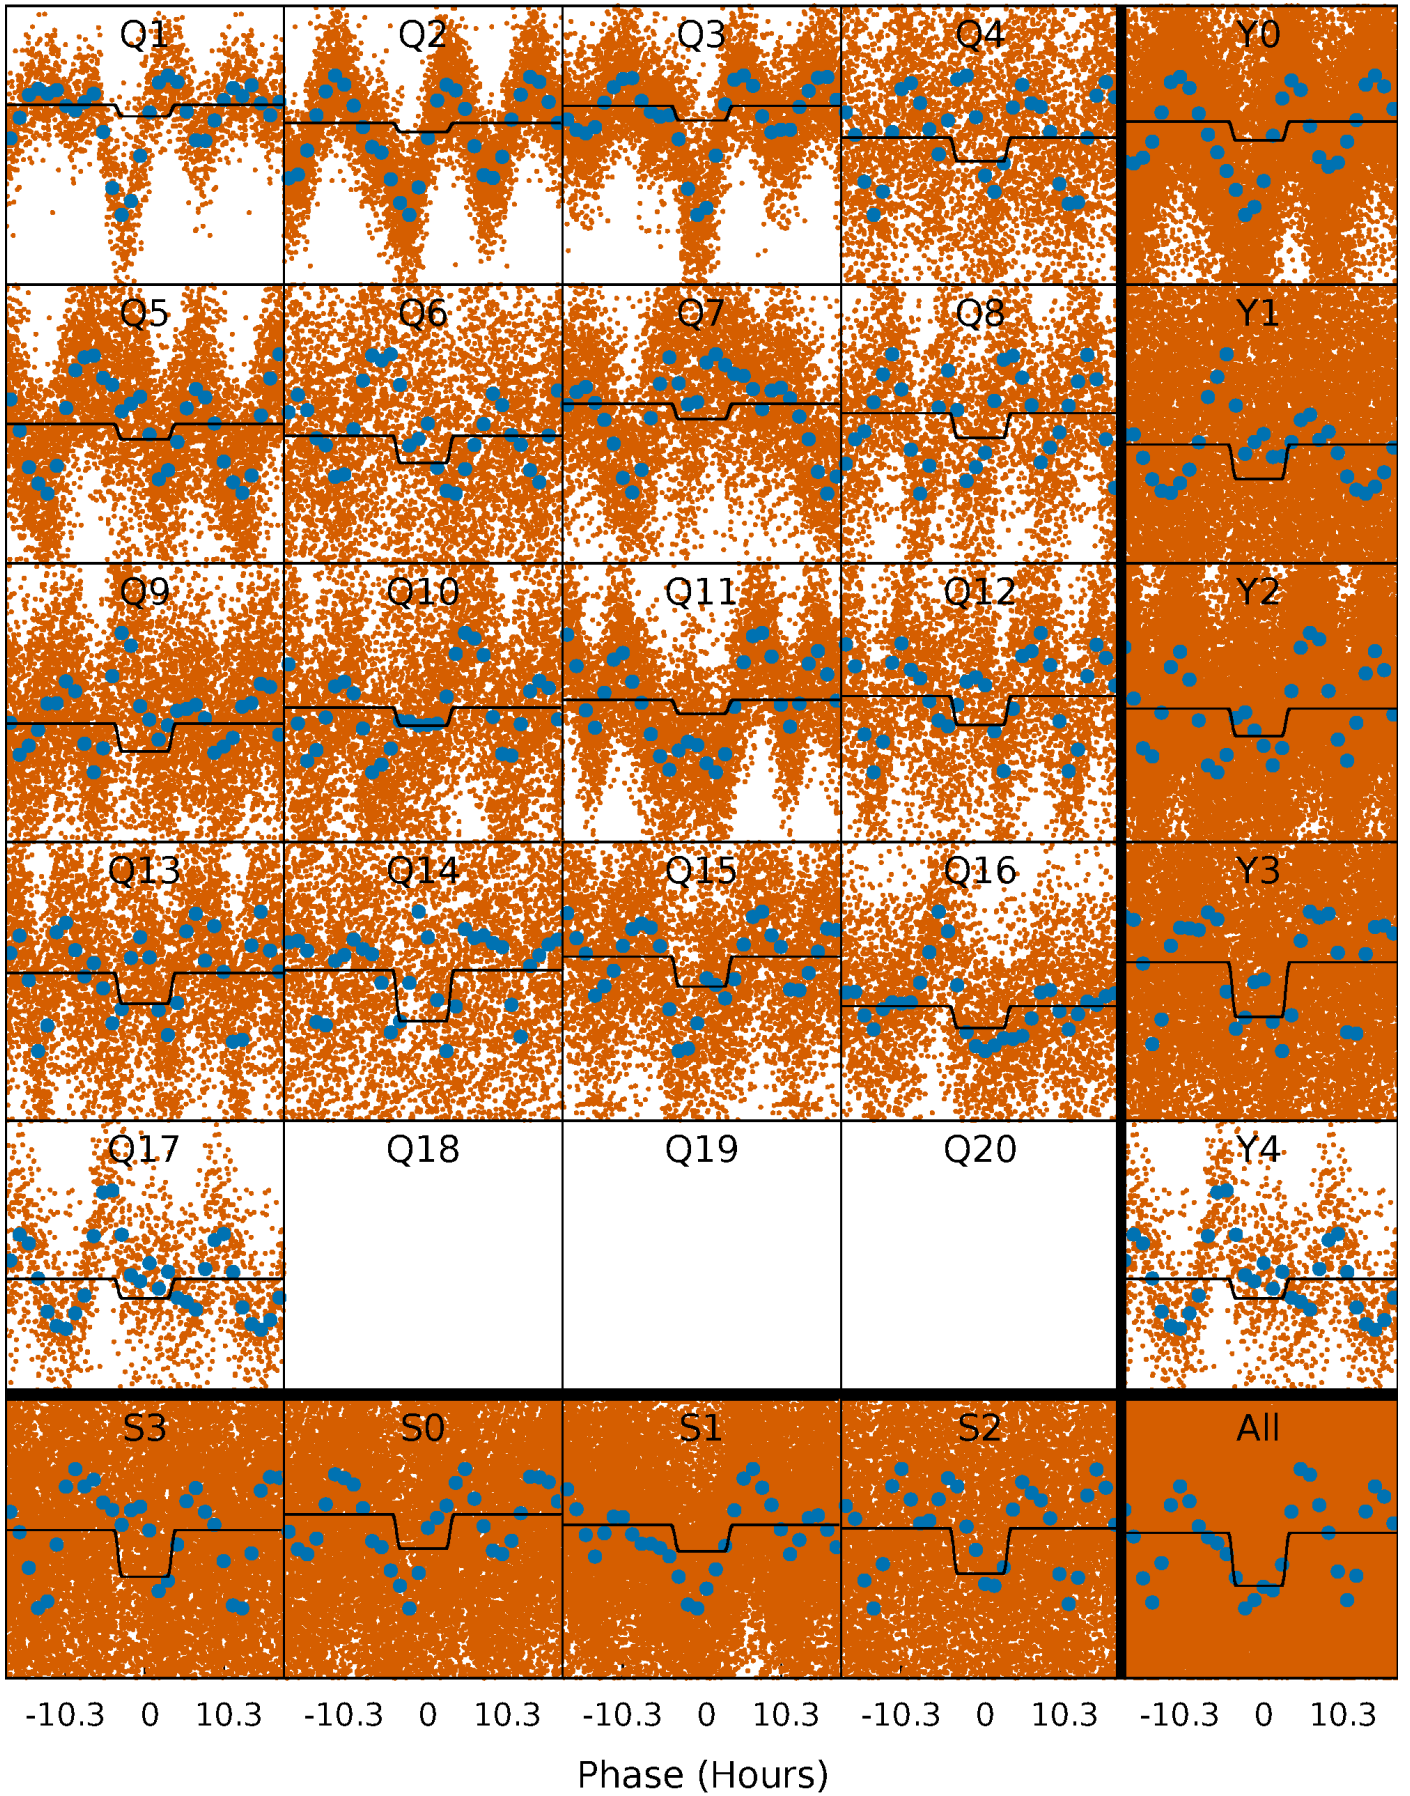 Q1 Q2 Q3 Q4 Y0
Q5 Q6 Q7 Q8 Y1
Q9 Q10 Q11 Q12 Y2
Q13 Q14 Q15 Q16 Y3
Q17 Q18 Q19 Q20 Y4
S3 S0 S1 S2 All
-10.3 0 10.3 -10.3 0 10.3 -10.3 0 10.3 -10.3 0 10.3 -10.3 0 10.3
Phase (Hours)